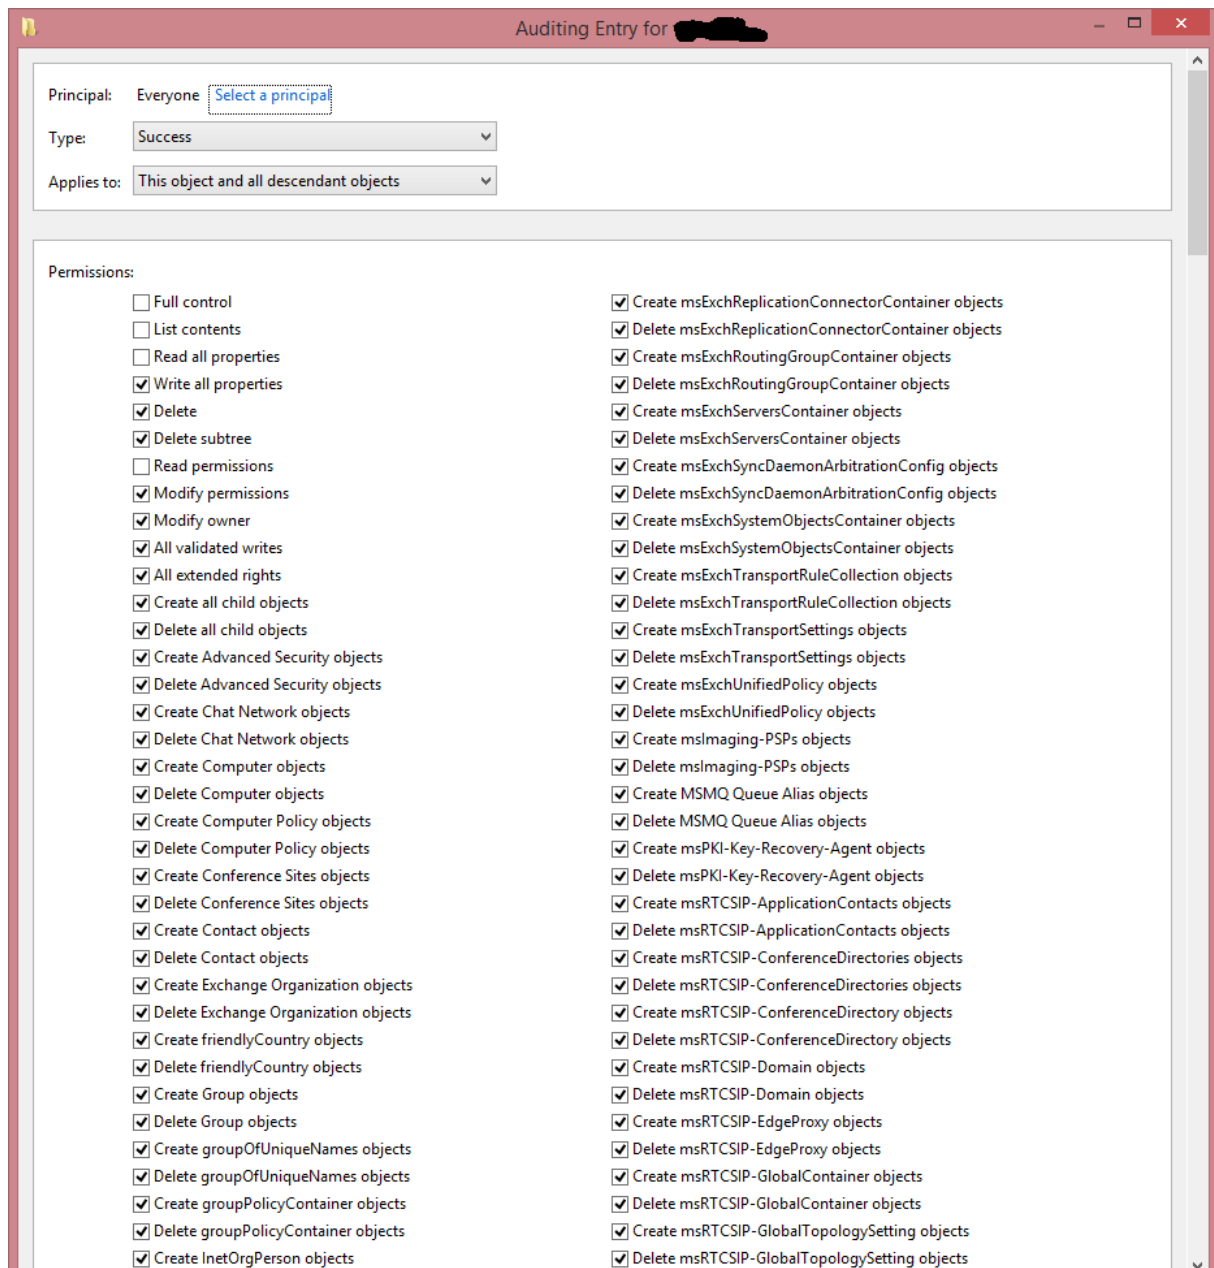 Auditing Entry for
Principal: Everyone Select a principal
Type: Success
Applies to: This object and all descendant objects
Permissions:
Full control
List contents
Read all properties
Write all properties
Delete
Delete subtree
Read permissions
Modify permissions
Modify owner
All validated writes
All extended rights
Create all child objects
Delete all child objects
Create Advanced Security objects
Delete Advanced Security objects
Create Chat Network objects
Delete Chat Network objects
Create Computer objects
Delete Computer objects
Create Computer Policy objects
Delete Computer Policy objects
Create Conference Sites objects
Delete Conference Sites objects
Create Contact objects
Delete Contact objects
Create Exchange Organization objects
Delete Exchange Organization objects
Create friendlyCountry objects
Delete friendlyCountry objects
Create Group objects
Delete Group objects
Create groupOfUniqueNames objects
Delete groupOfUniqueNames objects
Create groupPolicyContainer objects
Delete groupPolicyContainer objects
Create InetOrgPerson objects
Create msExchReplicationConnectorContainer objects
Delete msExchReplicationConnectorContainer objects
Create msExchRoutingGroupContainer objects
Delete msExchRoutingGroupContainer objects
Create msExchServersContainer objects
Delete msExchServersContainer objects
Create msExchSyncDaemonArbitrationConfig objects
Delete msExchSyncDaemonArbitrationConfig objects
Create msExchSystemObjectsContainer objects
Delete msExchSystemObjectsContainer objects
Create msExchTransportRuleCollection objects
Delete msExchTransportRuleCollection objects
Create msExchTransportSettings objects
Delete msExchTransportSettings objects
Create msExchUnifiedPolicy objects
Delete msExchUnifiedPolicy objects
Create msImaging-PSPs objects
Delete msImaging-PSPs objects
Create MSMQ Queue Alias objects
Delete MSMQ Queue Alias objects
Create msPKI-Key-Recovery-Agent objects
Delete msPKI-Key-Recovery-Agent objects
Create msRTCSIP-ApplicationContacts objects
Delete msRTCSIP-ApplicationContacts objects
Create msRTCSIP-ConferenceDirectories objects
Delete msRTCSIP-ConferenceDirectories objects
Create msRTCSIP-ConferenceDirectory objects
Delete msRTCSIP-ConferenceDirectory objects
Create msRTCSIP-Domain objects
Delete msRTCSIP-Domain objects
Create msRTCSIP-EdgeProxy objects
Delete msRTCSIP-EdgeProxy objects
Create msRTCSIP-GlobalContainer objects
Delete msRTCSIP-GlobalContainer objects
Create msRTCSIP-GlobalTopologySetting objects
Delete msRTCSIP-GlobalTopologySetting objects